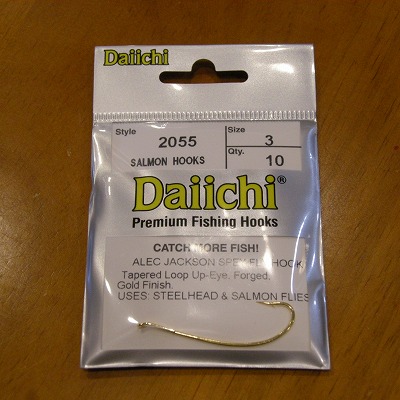 Daiichi
Style 2055 Size 3
SALMON HOOKS Qty. 10
Daiichi®
Premium Fishing Hooks
CATCH MORE FISH!
ALEC JACKSON SPEY FLY HOOK
Tapered Loop Up-Eye, Forged,
Gold Finish.
USES: STEELHEAD & SALMON FLIES